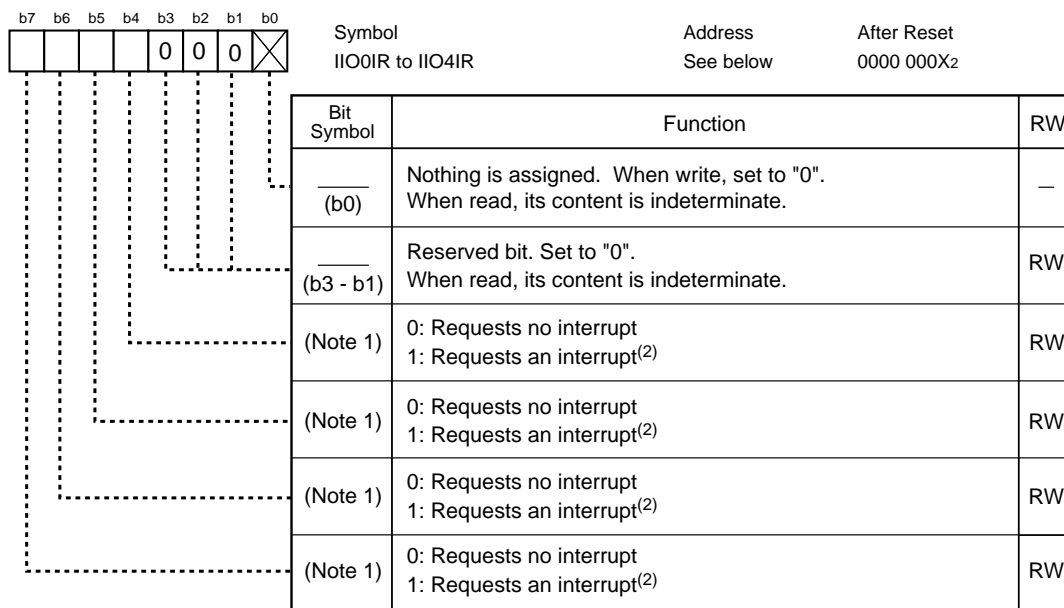 b7 b6 b5 b4 b3 b2 b1 b0
0 0 0
Symbol Address After Reset
IIO0IR to IIO4IR See below 0000 000X2
Bit Symbol Function RW
(b0) Nothing is assigned. When write, set to "0".
When read, its content is indeterminate. —
(b3 - b1) Reserved bit. Set to "0".
When read, its content is indeterminate. RW
(Note 1) 0: Requests no interrupt
1: Requests an interrupt(2) RW
(Note 1) 0: Requests no interrupt
1: Requests an interrupt(2) RW
(Note 1) 0: Requests no interrupt
1: Requests an interrupt(2) RW
(Note 1) 0: Requests no interrupt
1: Requests an interrupt(2) RW